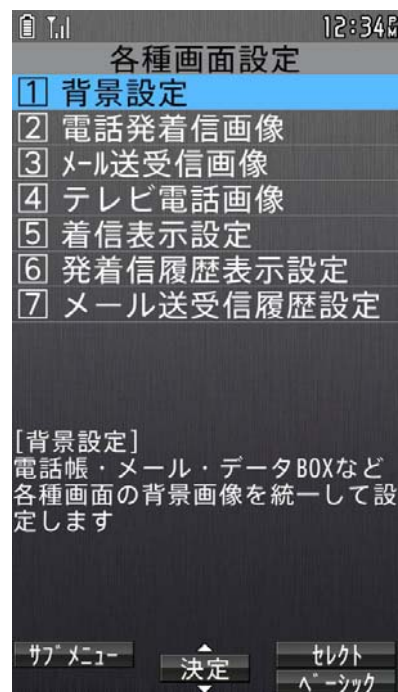 12:34
各種画面設定
1 背景設定
2 電話発着信画像
3 ﾒｰﾙ送受信画像
4 テレビ電話画像
5 着信表示設定
6 発着信履歴表示設定
7 メール送受信履歴設定
[背景設定]
電話帳・メール・データBOXなど
各種画面の背景画像を統一して設
定します
ｻﾌﾞﾒﾆｭｰ
決定
ｾﾚｸﾄ
ﾍﾞｰｼｯｸ